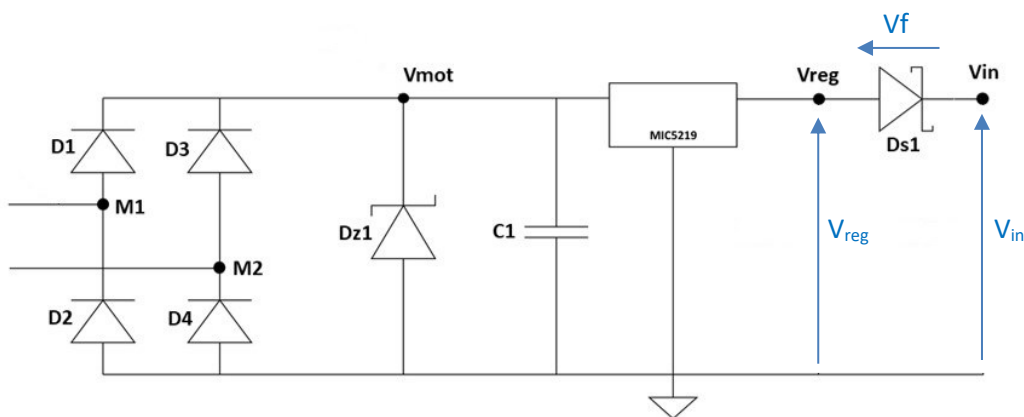 Vf
Vmot
Vreg
Vin
D1
D3
MIC5219
Ds1
M1
Dz1
C1
Vreg
Vin
M2
D2
D4